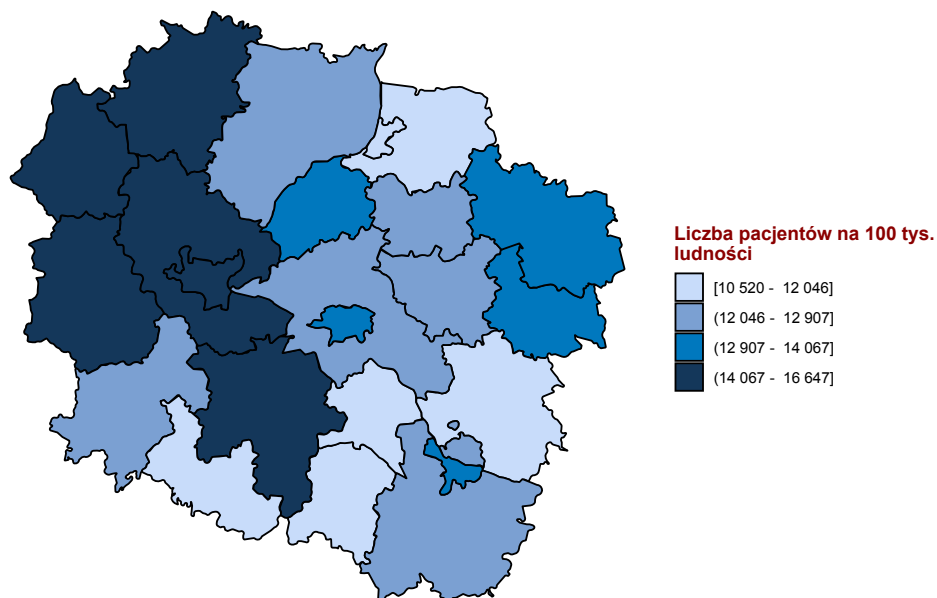 Liczba pacjentów na 100 tys.
ludności
[10 520 - 12 046]
(12 046 - 12 907]
(12 907 - 14 067]
(14 067 - 16 647]